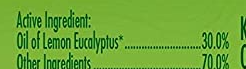 Active Ingredient:
Oil of Lemon Eucalyptus*..........................30.0%
Other Ingredients............................70.0%